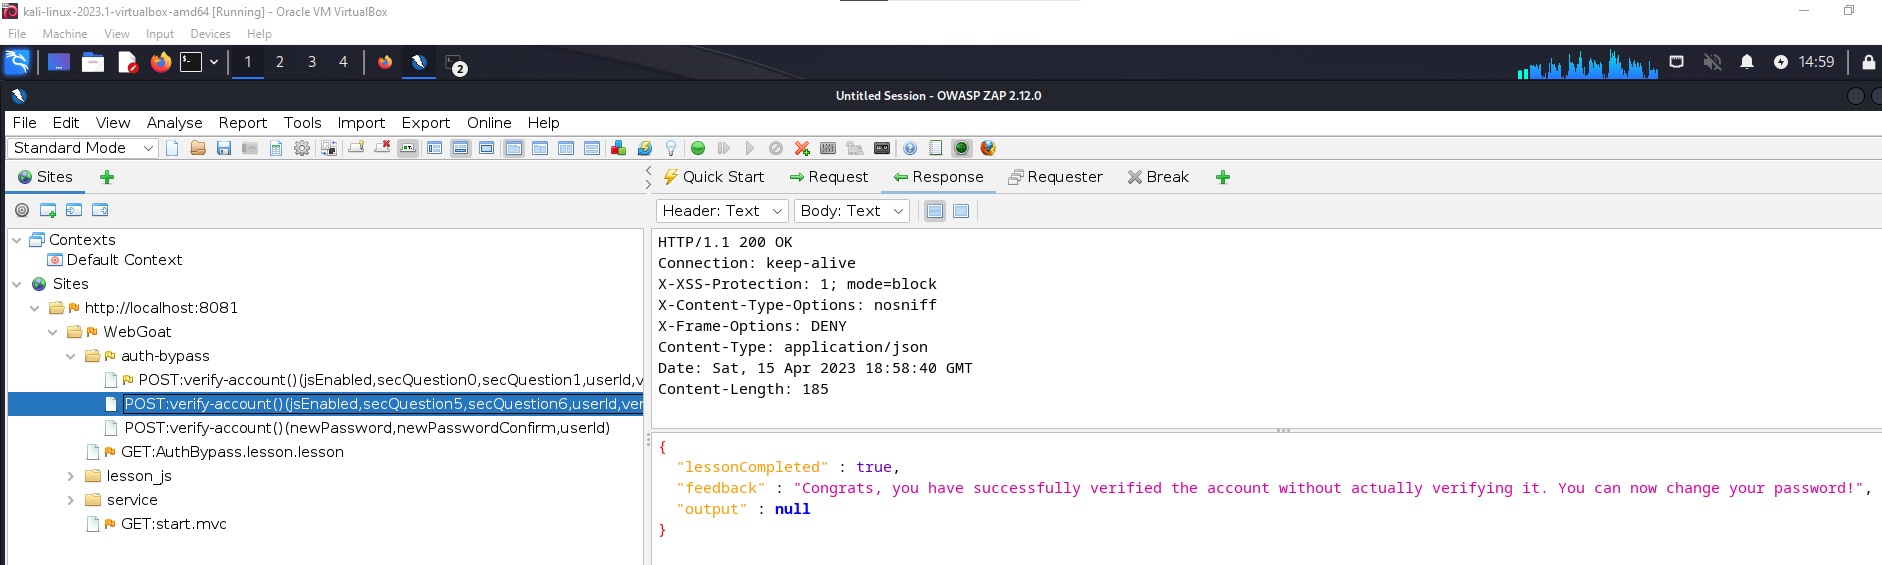 kali-linux-2023.1-virtualbox-amd64 [Running] - Oracle VM VirtualBox
File Machine View Input Devices Help
1 2 3 4 2 14:59
Untitled Session - OWASP ZAP 2.12.0
File Edit View Analyse Report Tools Import Export Online Help
Standard Mode
Sites
Quick Start Request Response Requester Break
Header: Text Body: Text
Contexts
Default Context
Sites
http://localhost:8081
WebGoat
auth-bypass
POST:verify-account()(jsEnabled,secQuestion0,secQuestion1,userId,v
POST:verify-account()(jsEnabled,secQuestion5,secQuestion6,userId,ver
POST:verify-account()(newPassword,newPasswordConfirm,userId)
GET:AuthBypass.lesson.lesson
lesson_js
service
GET:start.mvc
HTTP/1.1 200 OK
Connection: keep-alive
X-XSS-Protection: 1; mode=block
X-Content-Type-Options: nosniff
X-Frame-Options: DENY
Content-Type: application/json
Date: Sat, 15 Apr 2023 18:58:40 GMT
Content-Length: 185
{
"lessonCompleted" : true,
"feedback" : "Congrats, you have successfully verified the account without actually verifying it. You can now change your password!",
"output" : null
}